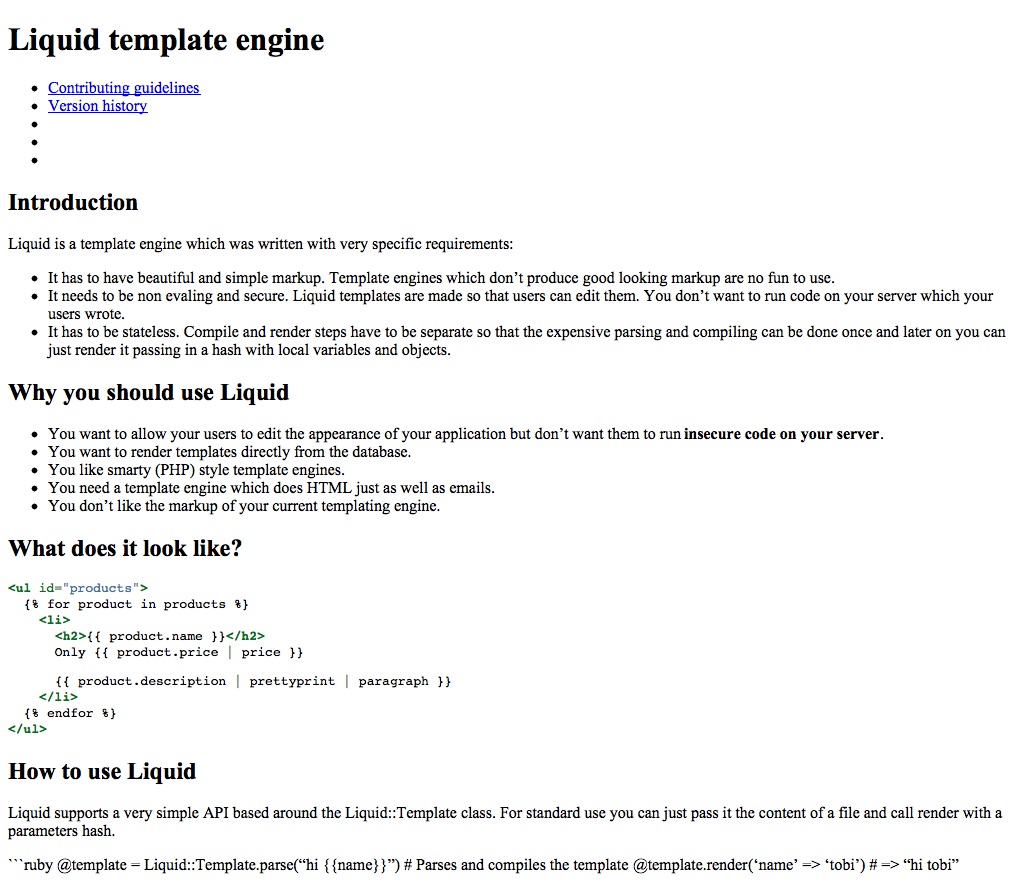 Liquid template engine
Contributing guidelines
Version history
Introduction
Liquid is a template engine which was written with very specific requirements:
It has to have beautiful and simple markup. Template engines which don’t produce good looking markup are no fun to use.
It needs to be non evaling and secure. Liquid templates are made so that users can edit them. You don’t want to run code on your server which your
users wrote.
It has to be stateless. Compile and render steps have to be separate so that the expensive parsing and compiling can be done once and later on you can
just render it passing in a hash with local variables and objects.
Why you should use Liquid
You want to allow your users to edit the appearance of your application but don’t want them to run insecure code on your server.
You want to render templates directly from the database.
You like smarty (PHP) style template engines.
You need a template engine which does HTML just as well as emails.
You don’t like the markup of your current templating engine.
What does it look like?
<ul id="products">
  {% for product in products %}
    <li>
      <h2>{{ product.name }}</h2>
      Only {{ product.price | price }}
      {{ product.description | prettyprint | paragraph }}
    </li>
  {% endfor %}
</ul>
How to use Liquid
Liquid supports a very simple API based around the Liquid::Template class. For standard use you can just pass it the content of a file and call render with a
parameters hash.
```ruby @template = Liquid::Template.parse(“hi {{name}}”) # Parses and compiles the template @template.render(‘name’ => ‘tobi’) # => “hi tobi”